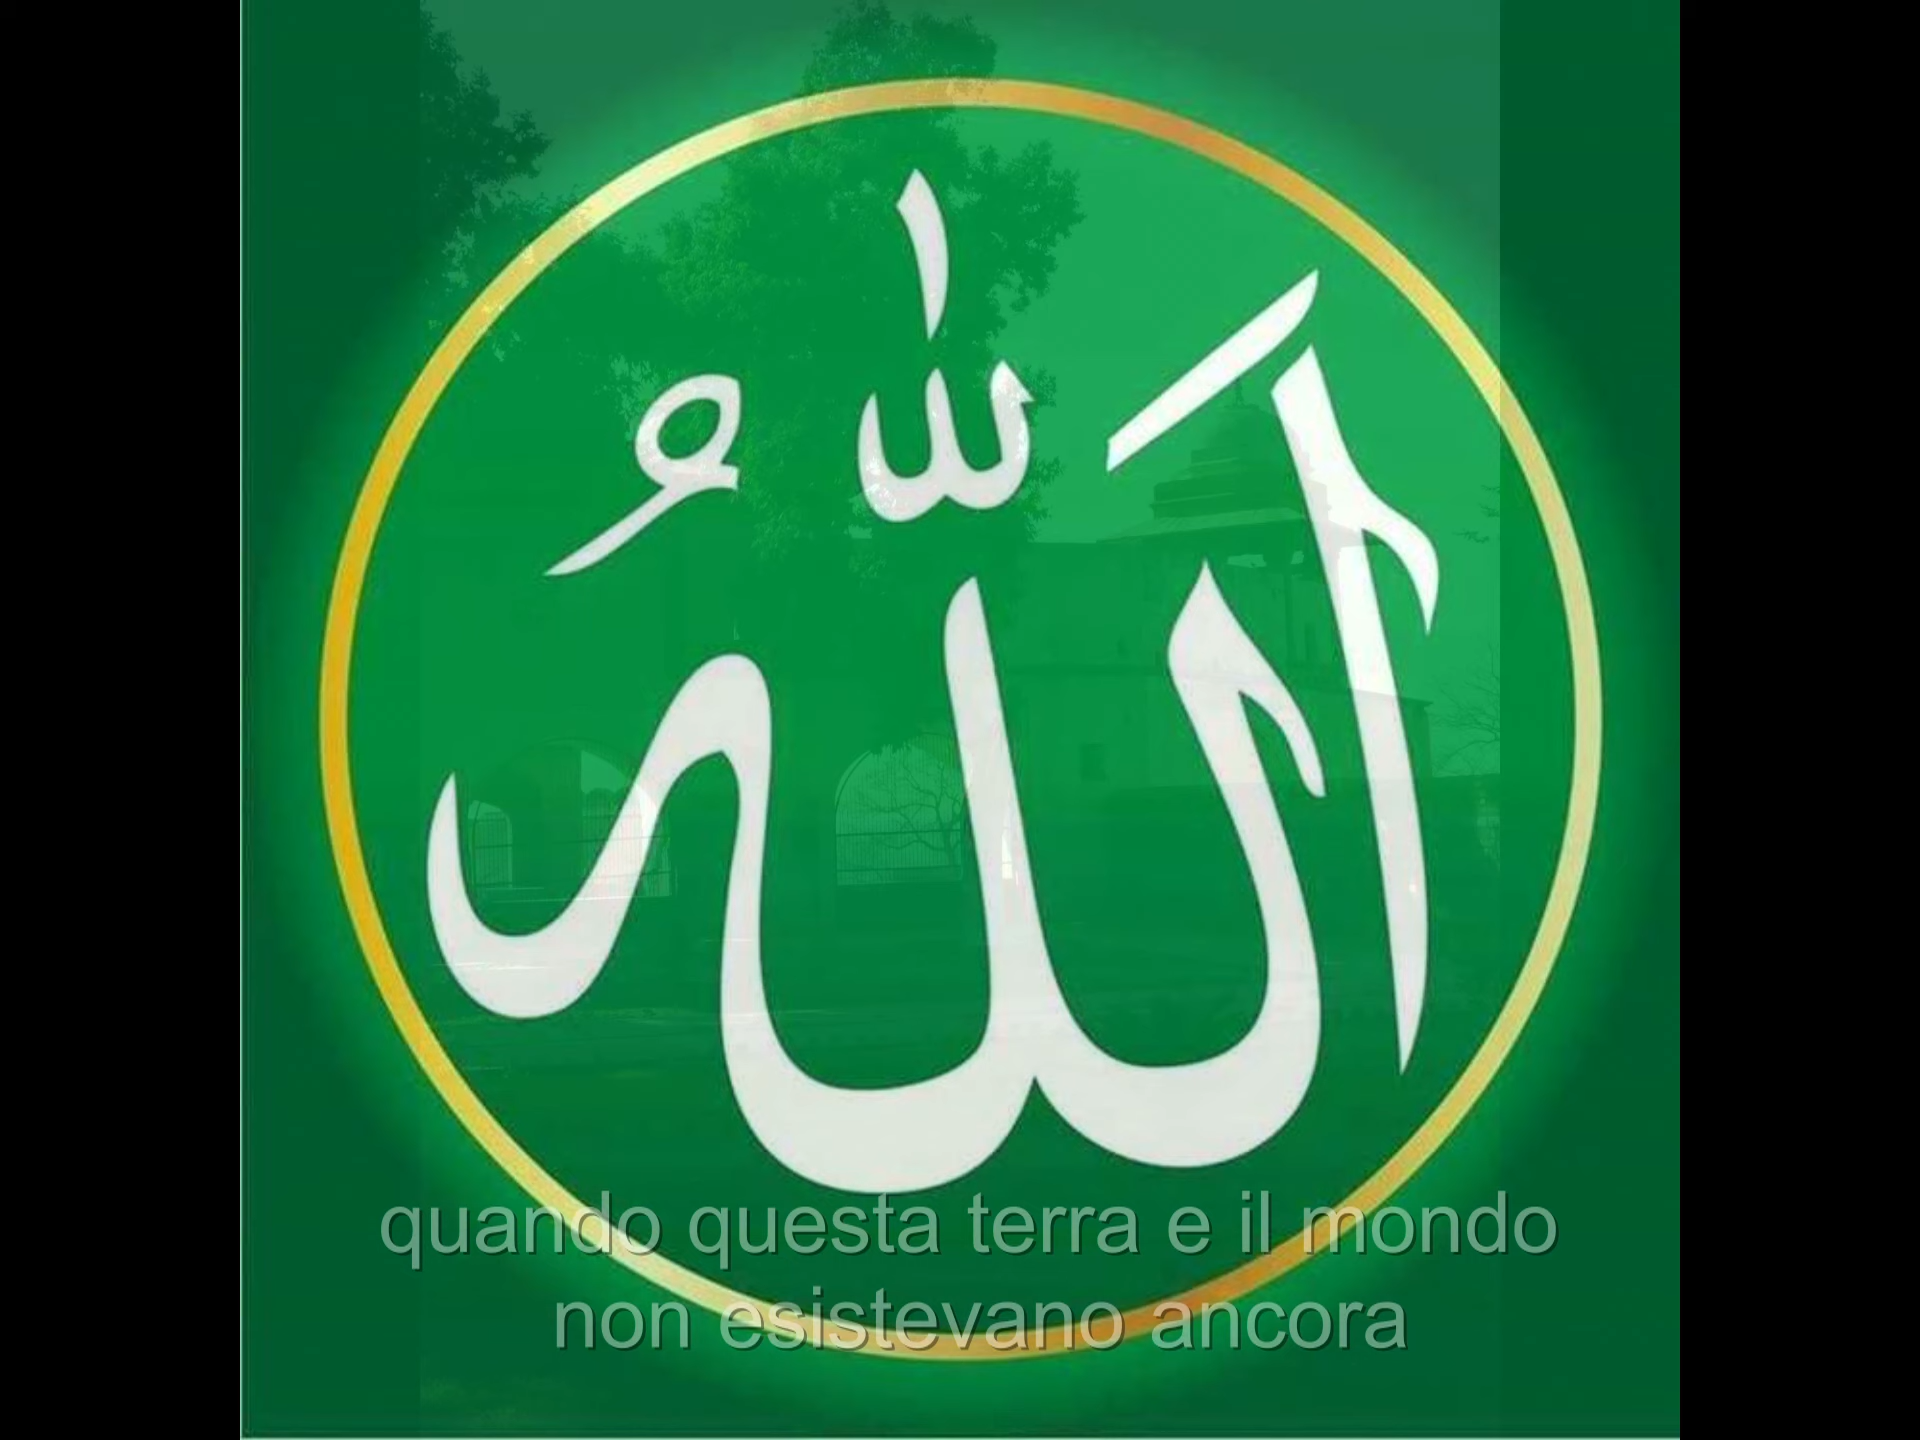 الله
quando questa terra e il mondo
non esistevano ancora